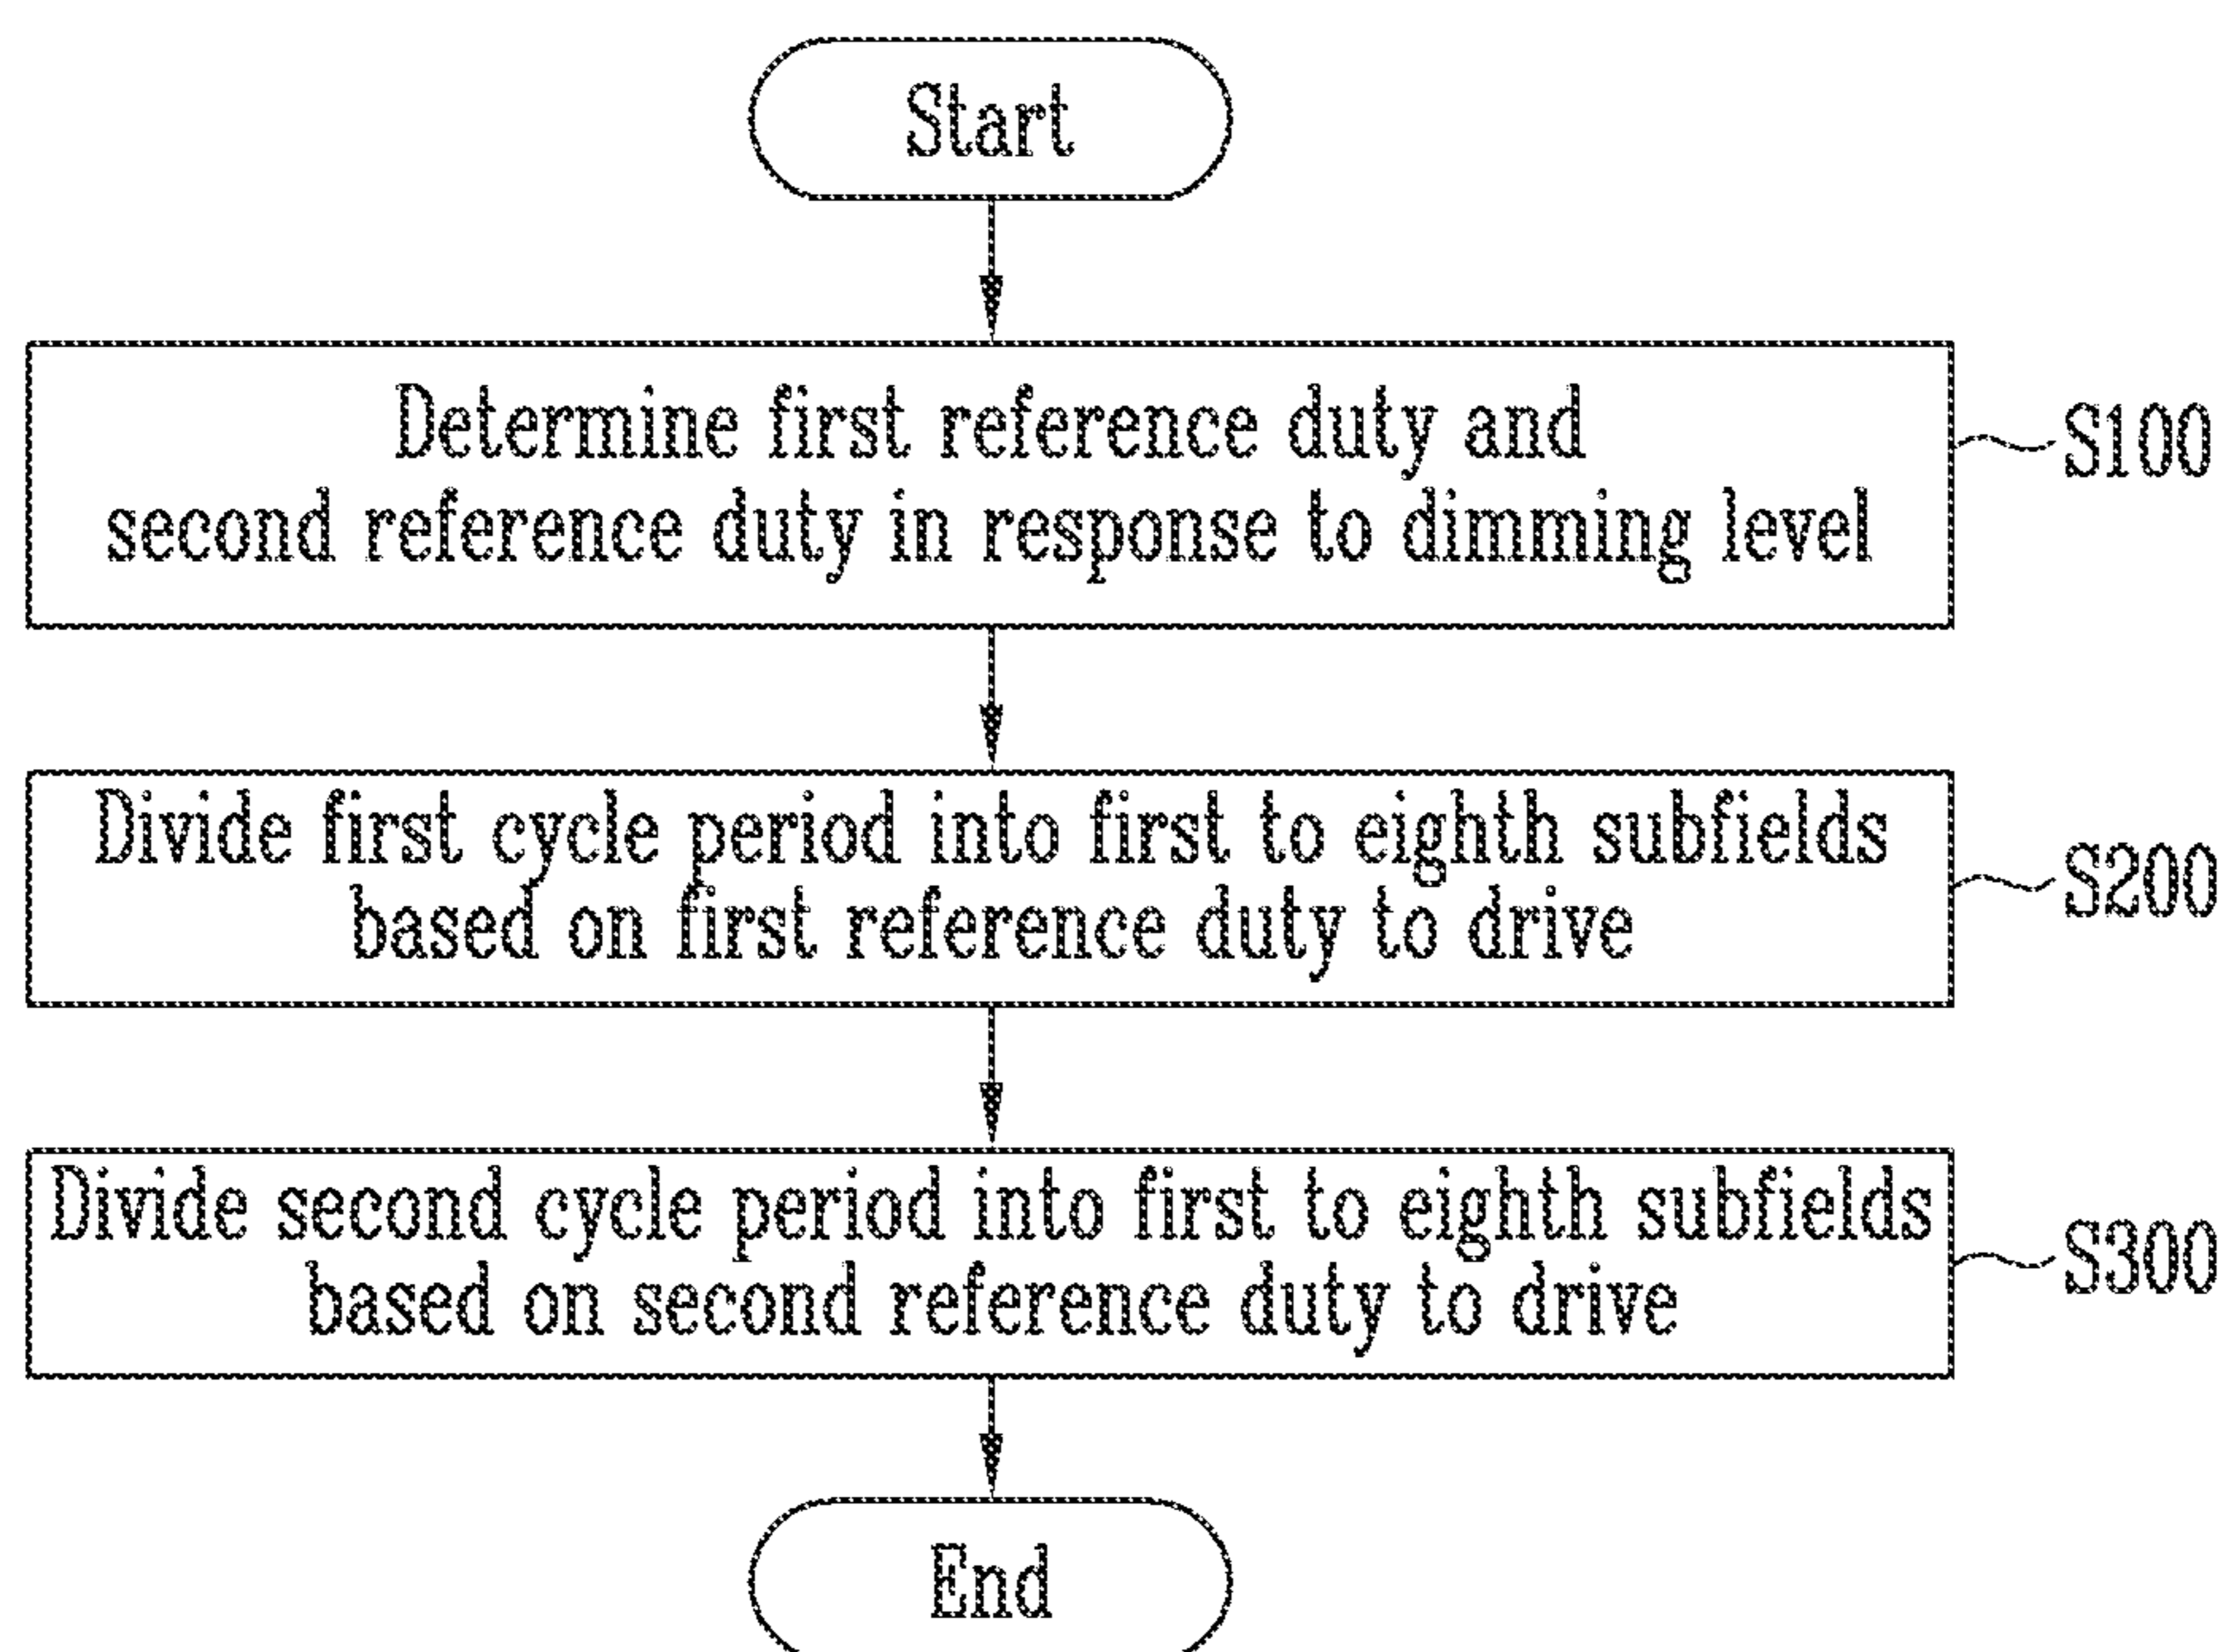 Start
Determine first reference duty and
second reference duty in response to dimming level
S100
Divide first cycle period into first to eighth subfields
based on first reference duty to drive
S200
Divide second cycle period into first to eighth subfields
based on second reference duty to drive
S300
End